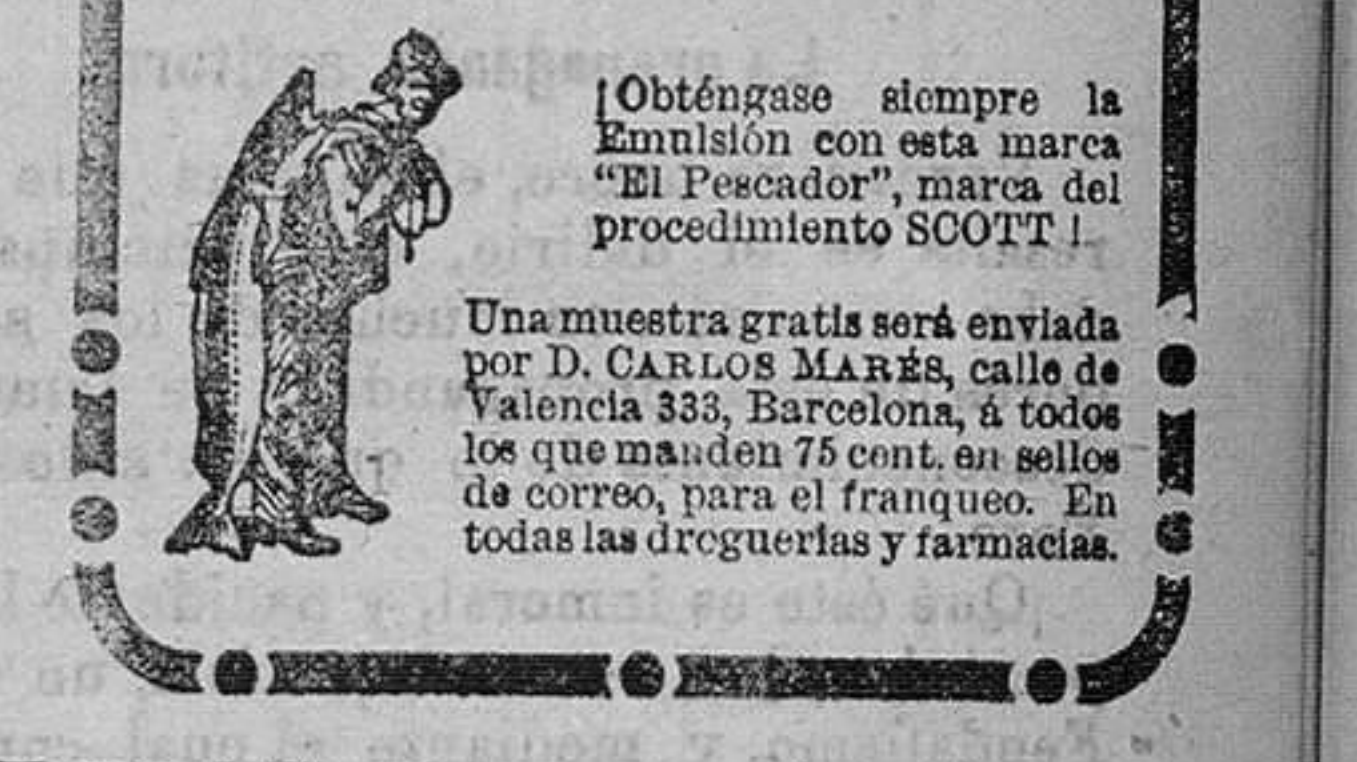 ¡Obténgase siempre la
Emulsión con esta marca
“El Pescador”, marca del
procedimiento SCOTT!
Una muestra gratis será enviada
por D. CARLOS MARÉS, calle de
Valencia 333, Barcelona, á todos
los que manden 75 cent. en sellos
de correo, para el franqueo. En
todas las droguerías y farmacias.